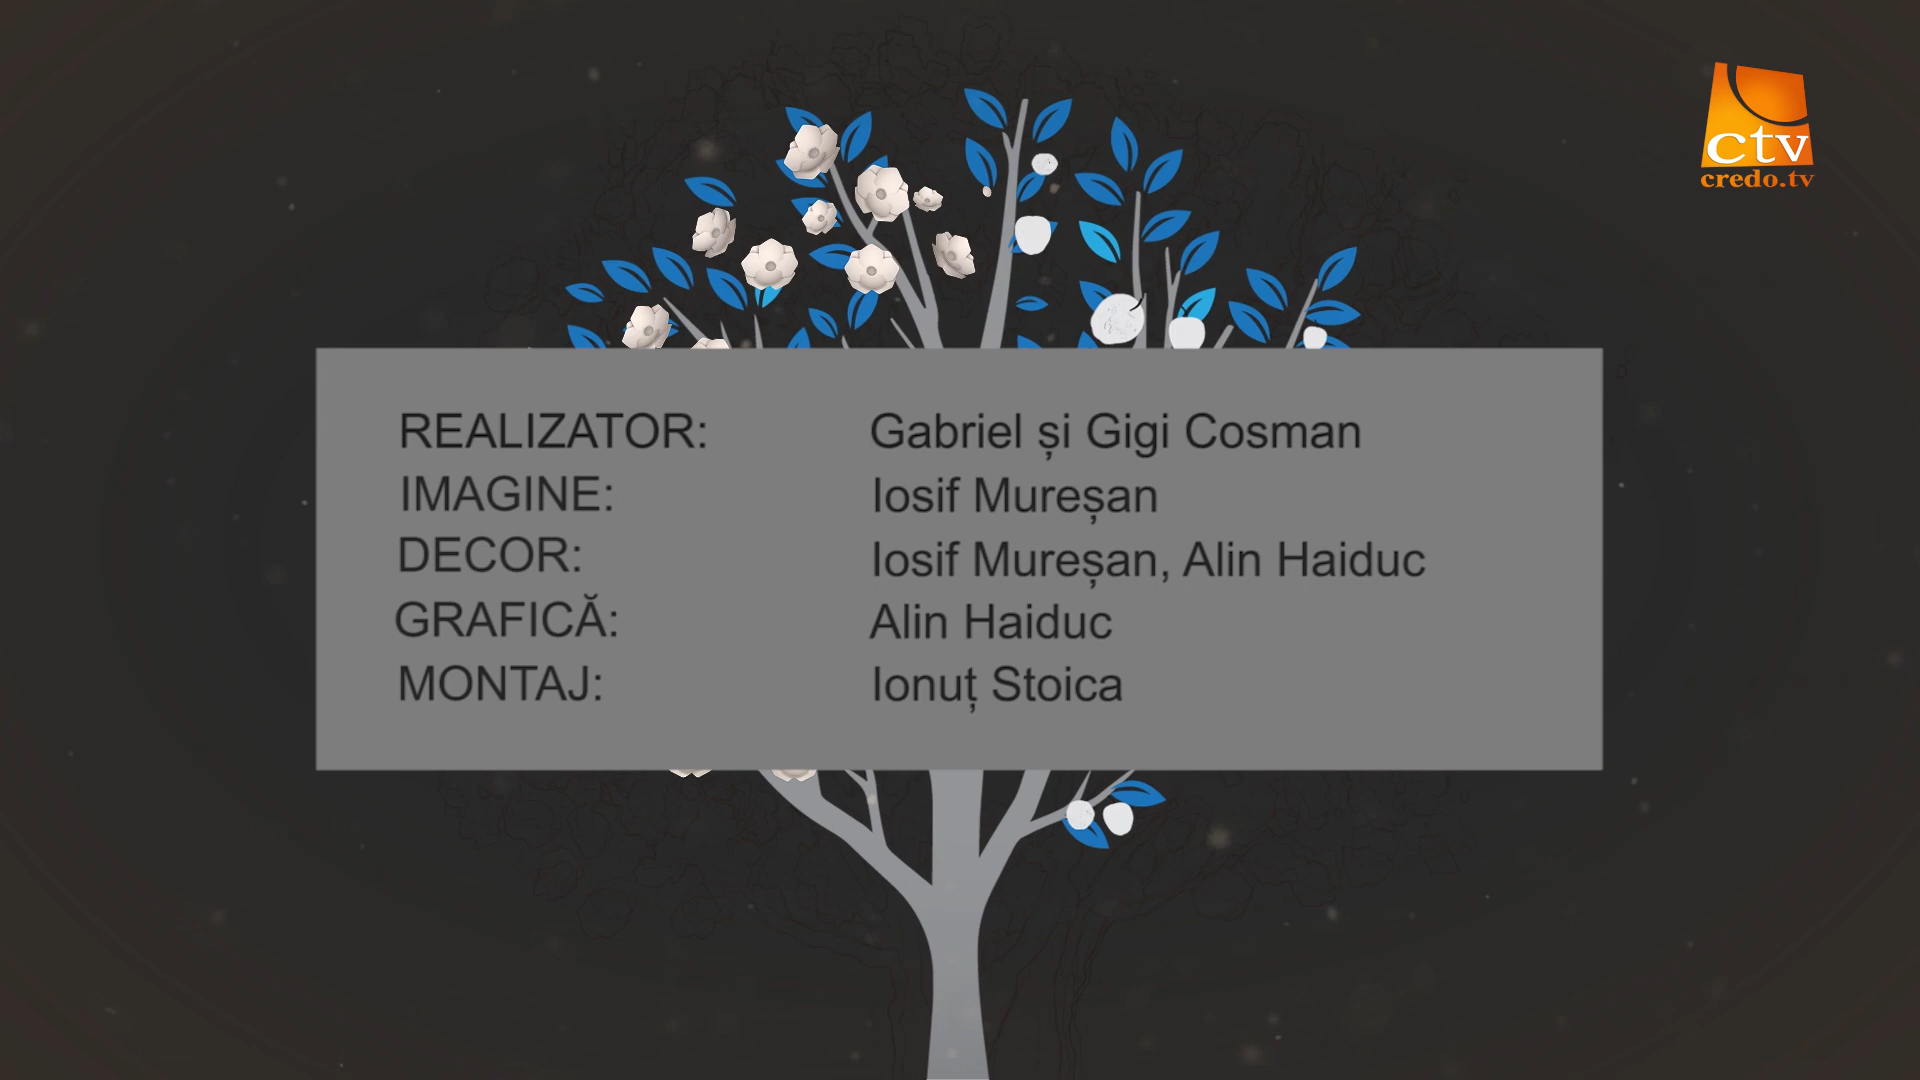 ctv
credo.tv
REALIZATOR: Gabriel și Gigi Cosman
IMAGINE: Iosif Mureșan
DECOR: Iosif Mureșan, Alin Haiduc
GRAFICĂ: Alin Haiduc
MONTAJ: Ionuț Stoica